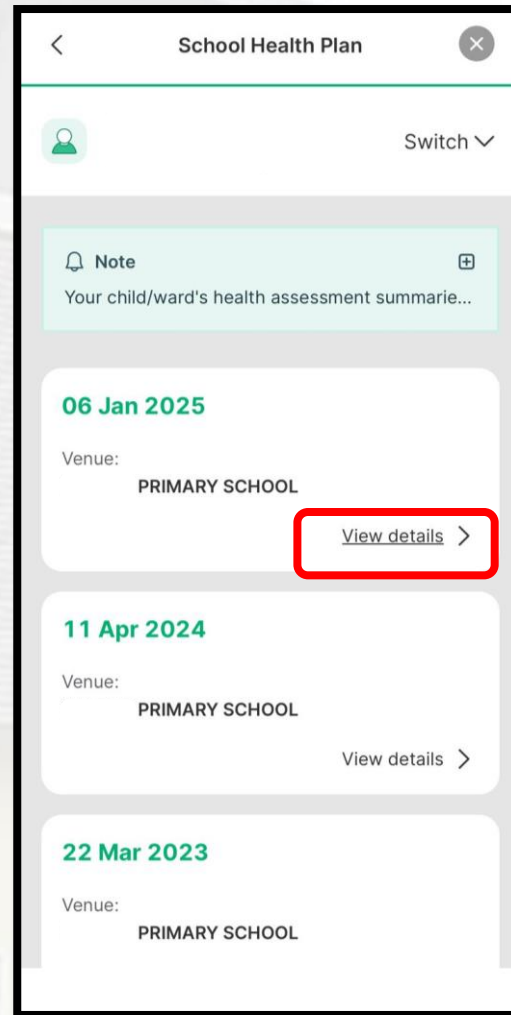 School Health Plan
Switch
Note
Your child/ward's health assessment summarie...
06 Jan 2025
Venue:
PRIMARY SCHOOL
View details
11 Apr 2024
Venue:
PRIMARY SCHOOL
View details
22 Mar 2023
Venue:
PRIMARY SCHOOL